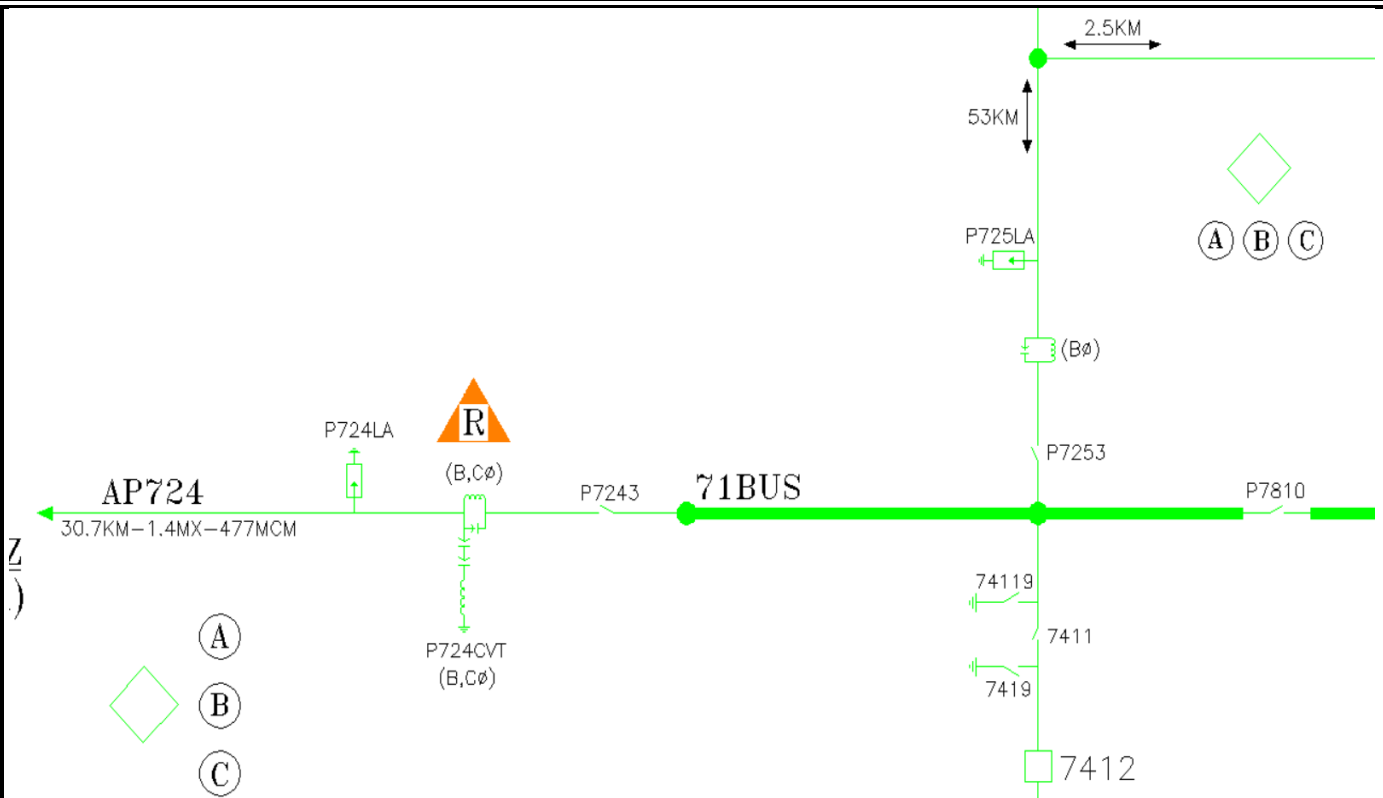 2.5KM
53KM
P725LA
A B C
(BØ)
P724LA
R
(B,CØ)
P7253
AP724
30.7KM-1.4MX-477MCM
P7243
71BUS
P7810
Z
.)
74119
7411
7419
P724CVT
(B,CØ)
A
B
C
7412